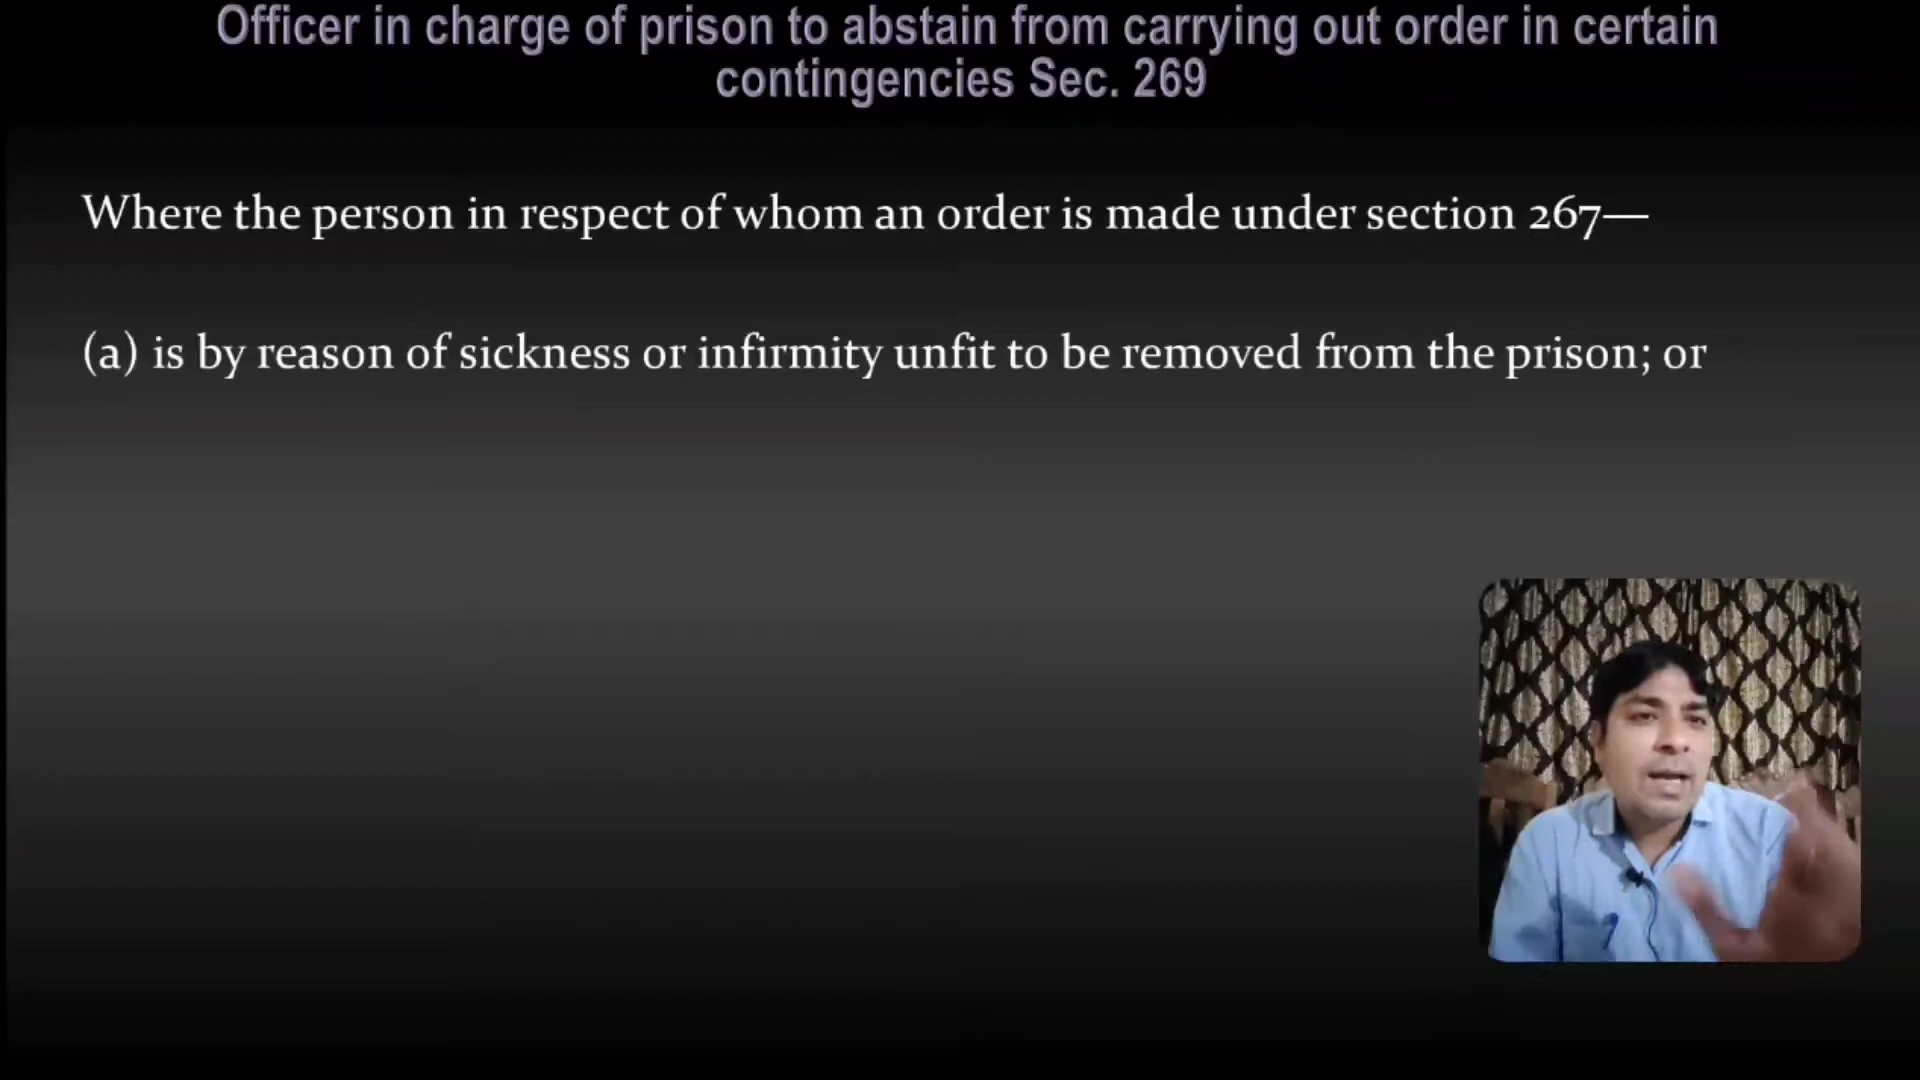 Officer in charge of prison to abstain from carrying out order in certain
contingencies Sec. 269
Where the person in respect of whom an order is made under section 267—
(a) is by reason of sickness or infirmity unfit to be removed from the prison; or